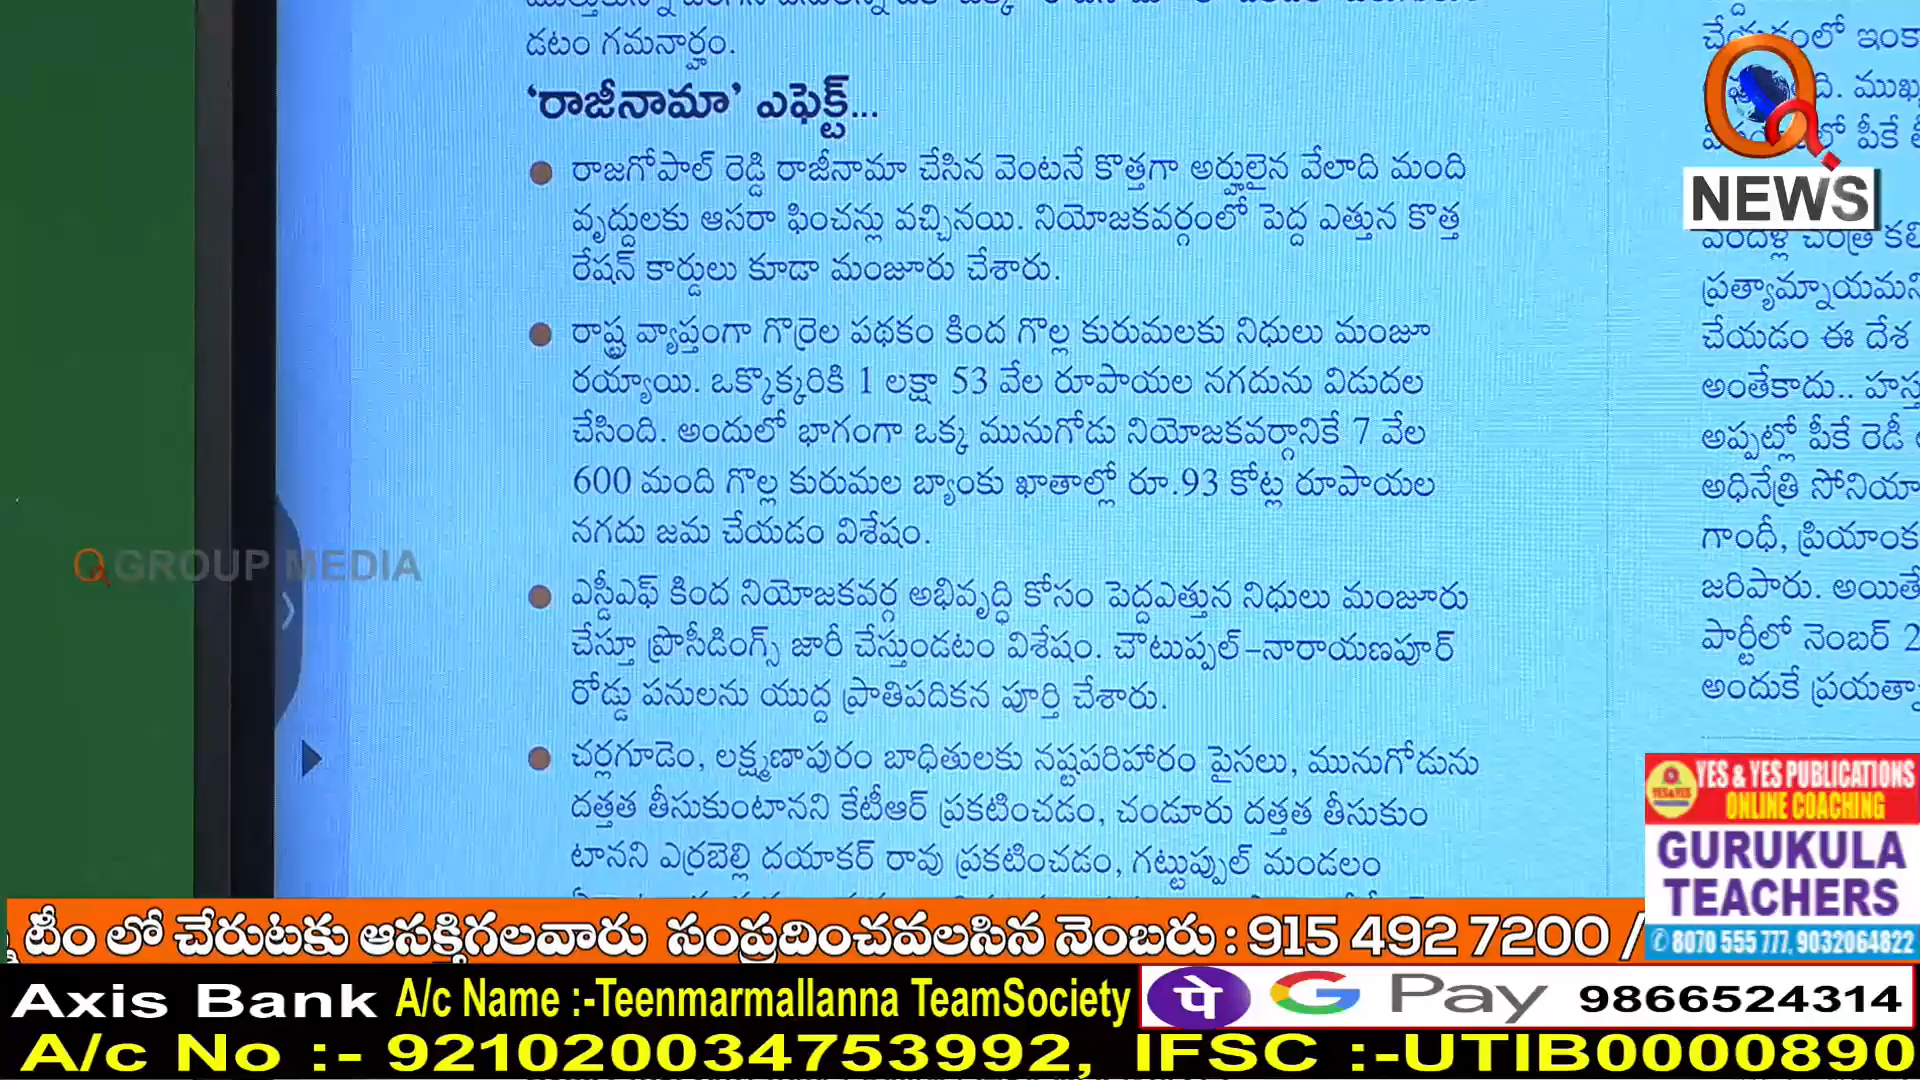 డటం గమనార్హం.
‘రాజీనామా’ ఎఫెక్ట్...
రాజగోపాల్ రెడ్డి రాజీనామా చేసిన వెంటనే కొత్తగా అర్హులైన వేలాది మంది
వృద్దులకు ఆసరా ఫించన్లు వచ్చినయి. నియోజకవర్గంలో పెద్ద ఎత్తున కొత్త
రేషన్ కార్డులు కూడా మంజూరు చేశారు.
రాష్ట్ర వ్యాప్తంగా గొర్రెల పథకం కింద గొల్ల కురుమలకు నిధులు మంజూ
రయ్యాయి. ఒక్కొక్కరికి 1 లక్షా 53 వేల రూపాయల నగదును విడుదల
చేసింది. అందులో భాగంగా ఒక్క మునుగోడు నియోజకవర్గానికే 7 వేల
600 మంది గొల్ల కురుమల బ్యాంకు ఖాతాల్లో రూ.93 కోట్ల రూపాయల
నగదు జమ చేయడం విశేషం.
ఎస్డీఎఫ్ కింద నియోజకవర్గ అభివృద్ధి కోసం పెద్దఎత్తున నిధులు మంజూరు
చేస్తూ ప్రొసీడింగ్స్ జారీ చేస్తుండటం విశేషం. చౌటుప్పల్-నారాయణపూర్
రోడ్డు పనులను యుద్ద ప్రాతిపదికన పూర్తి చేశారు.
చర్లగూడెం, లక్ష్మణాపురం బాధితులకు నష్టపరిహారం పైసలు, మునుగోడును
దత్తత తీసుకుంటానని కేటీఆర్ ప్రకటించడం, చండూరు దత్తత తీసుకుం
టానని ఎర్రబెల్లి దయాకర్ రావు ప్రకటించడం, గట్టుప్పుల్ మండలం
చేయడంలో ఇంకా
ది. ముఖ
లో పీకే
వందేళ్ల చరిత్ర
ప్రత్యామ్నాయమని
చేయడం ఈ దేశ
అంతేకాదు.. హస్త
అప్పట్లో పీకే రెడీ
అధినేత్రి సోనియా
గాంధీ, ప్రియాంక
జరిపారు. అయితే
పార్టీలో నెంబర్ 2
అందుకే
Q NEWS
Q GROUP MEDIA
YES & YES PUBLICATIONS
ONLINE COACHING
GURUKULA
TEACHERS
8070 555 777, 9032064822
టీం లో చేరుటకు ఆసక్తిగలవారు సంప్రదించవలసిన నెంబరు : 915 492 7200 /
Axis Bank A/c Name :-Teenmarmallanna TeamSociety
पे G Pay 9866524314
A/c No :- 921020034753992, IFSC :-UTIB0000890